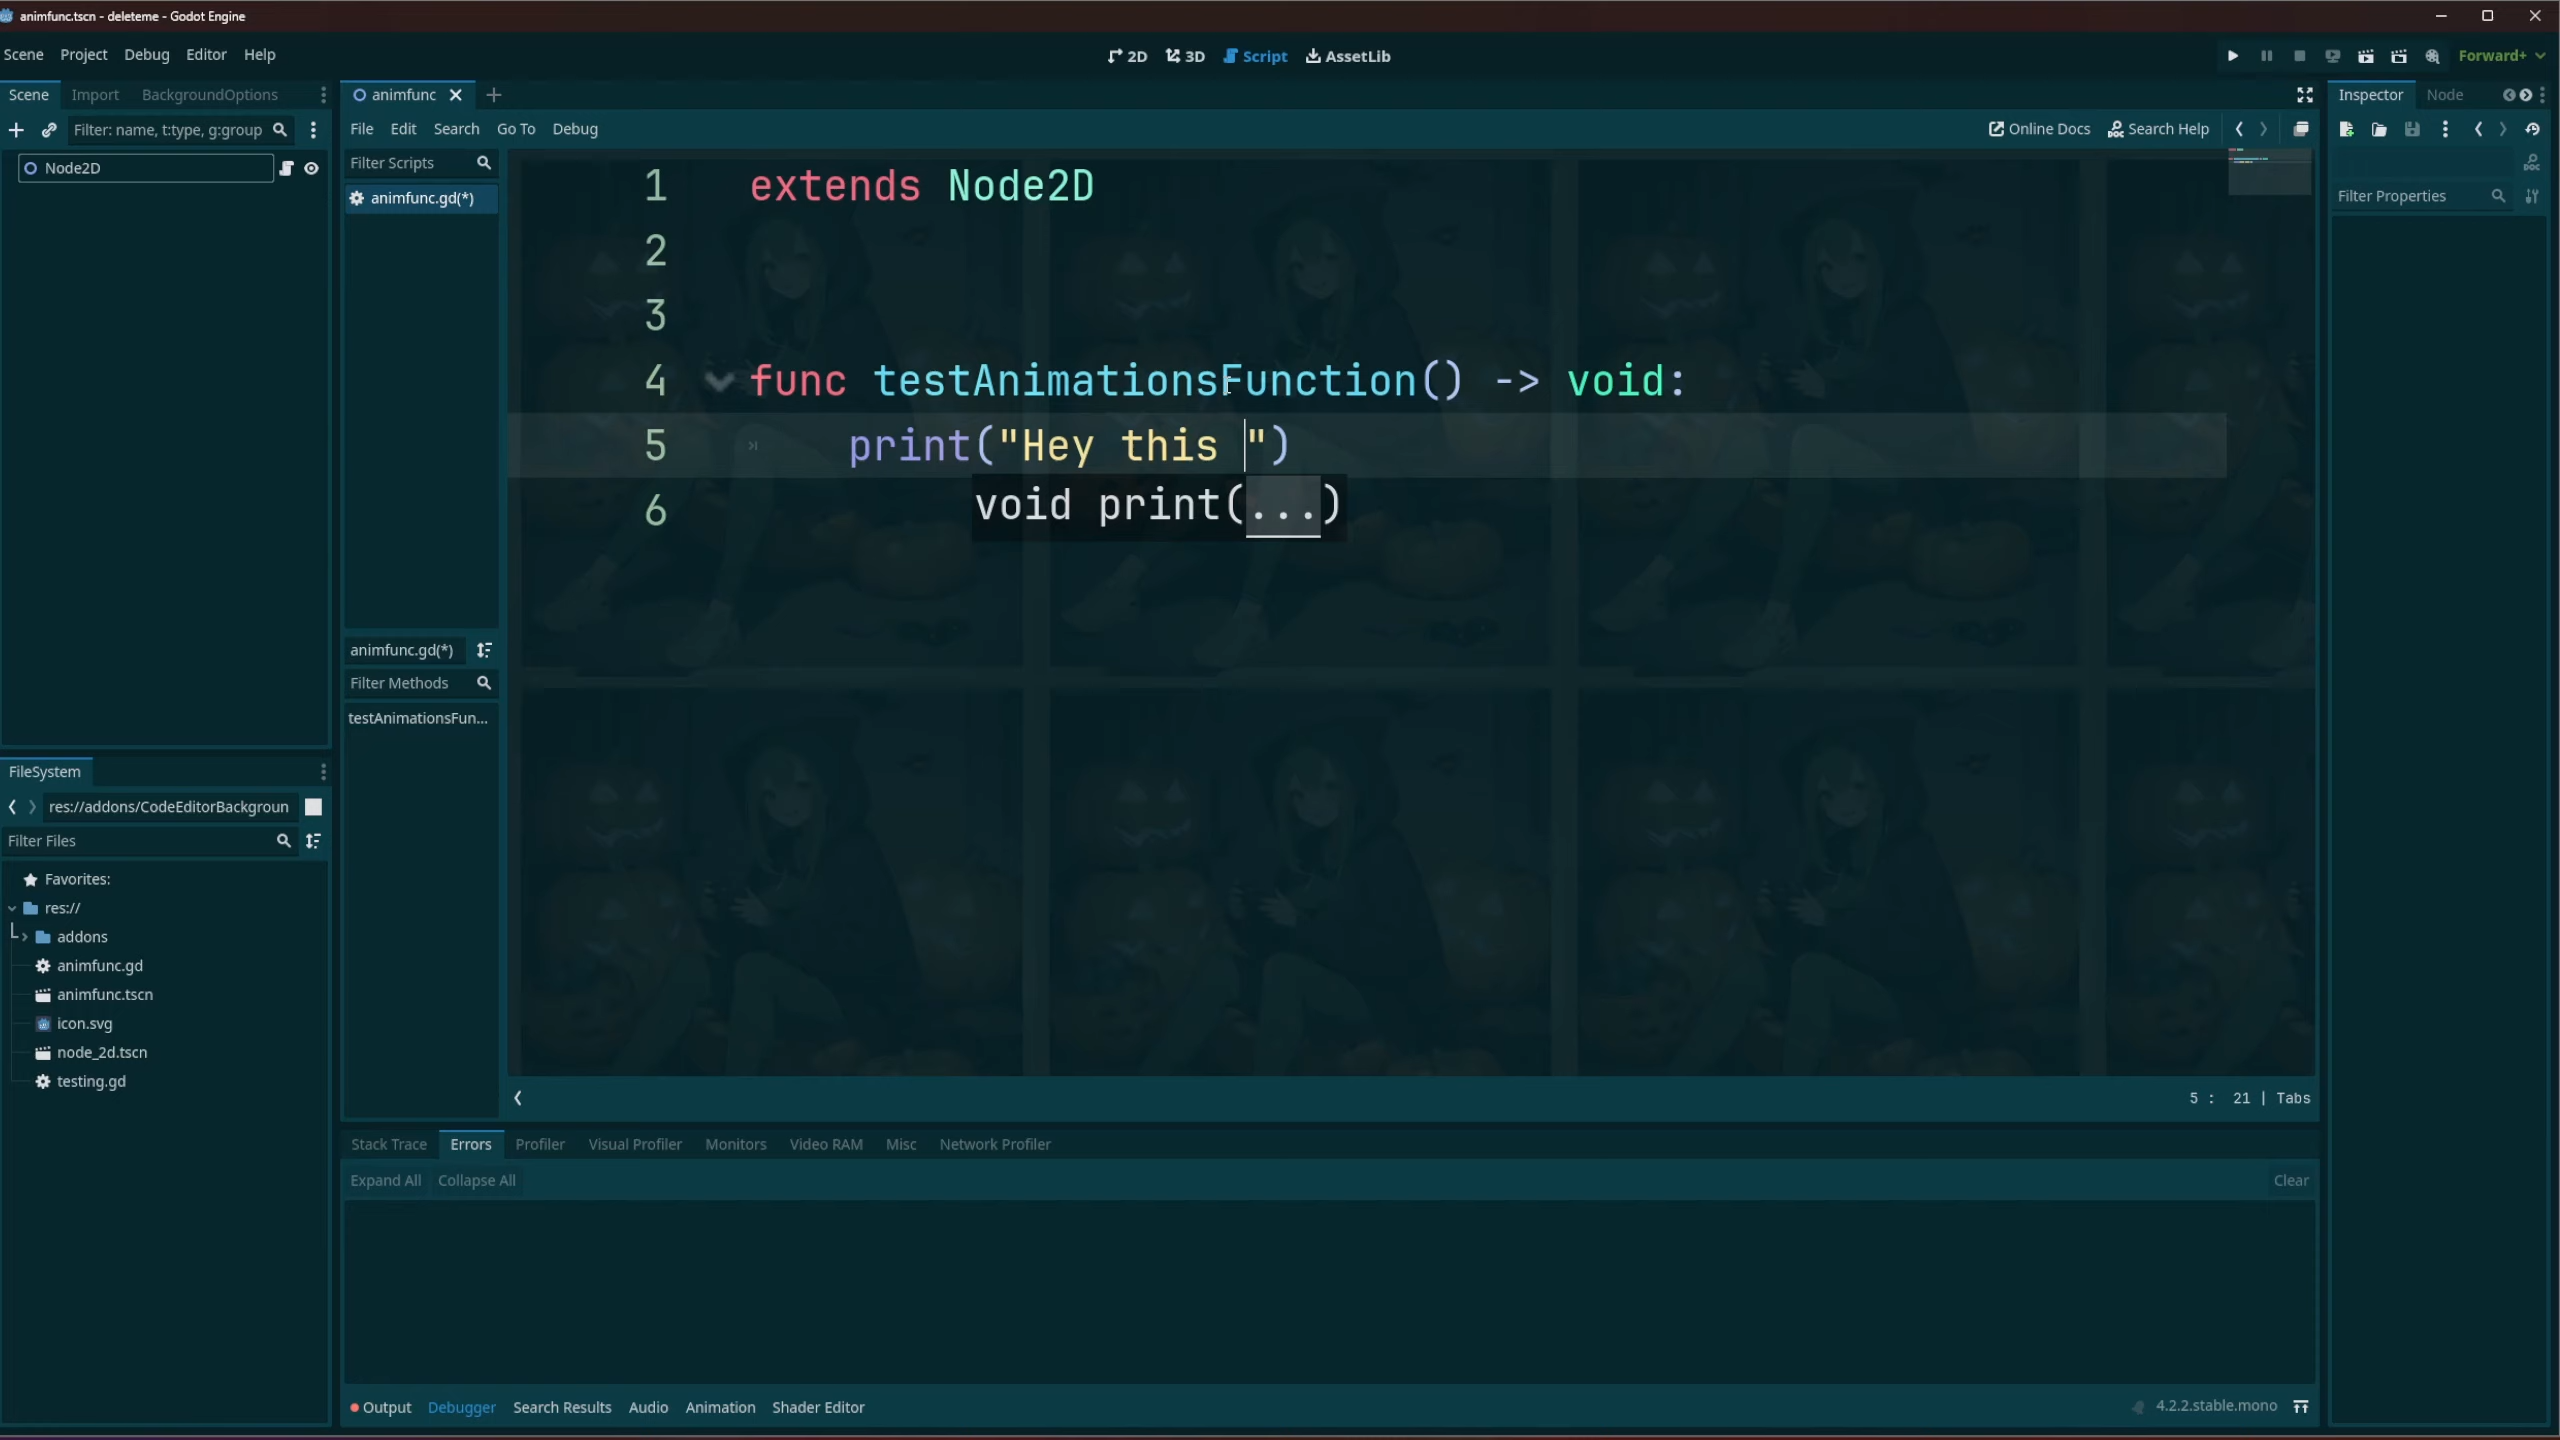 animfunc.tscn - deleteme - Godot Engine
Scene Project Debug Editor Help
2D 3D Script AssetLib
Forward+
Scene Import BackgroundOptions
Filter: name, t:type, g:group
Node2D
animfunc
File Edit Search Go To Debug
Online Docs Search Help
Filter Scripts
animfunc.gd(*)
1 extends Node2D
2
3
4 func testAnimationsFunction() -> void:
5 print("Hey this ")
void print(...)
6
animfunc.gd(*)
Filter Methods
testAnimationsFun...
5 : 21 | Tabs
FileSystem
res://addons/CodeEditorBackgroun
Filter Files
Favorites:
res://
addons
animfunc.gd
animfunc.tscn
icon.svg
node_2d.tscn
testing.gd
Stack Trace Errors Profiler Visual Profiler Monitors Video RAM Misc Network Profiler
Expand All Collapse All
Clear
Output Debugger Search Results Audio Animation Shader Editor
4.2.2.stable.mono
Inspector Node
Filter Properties